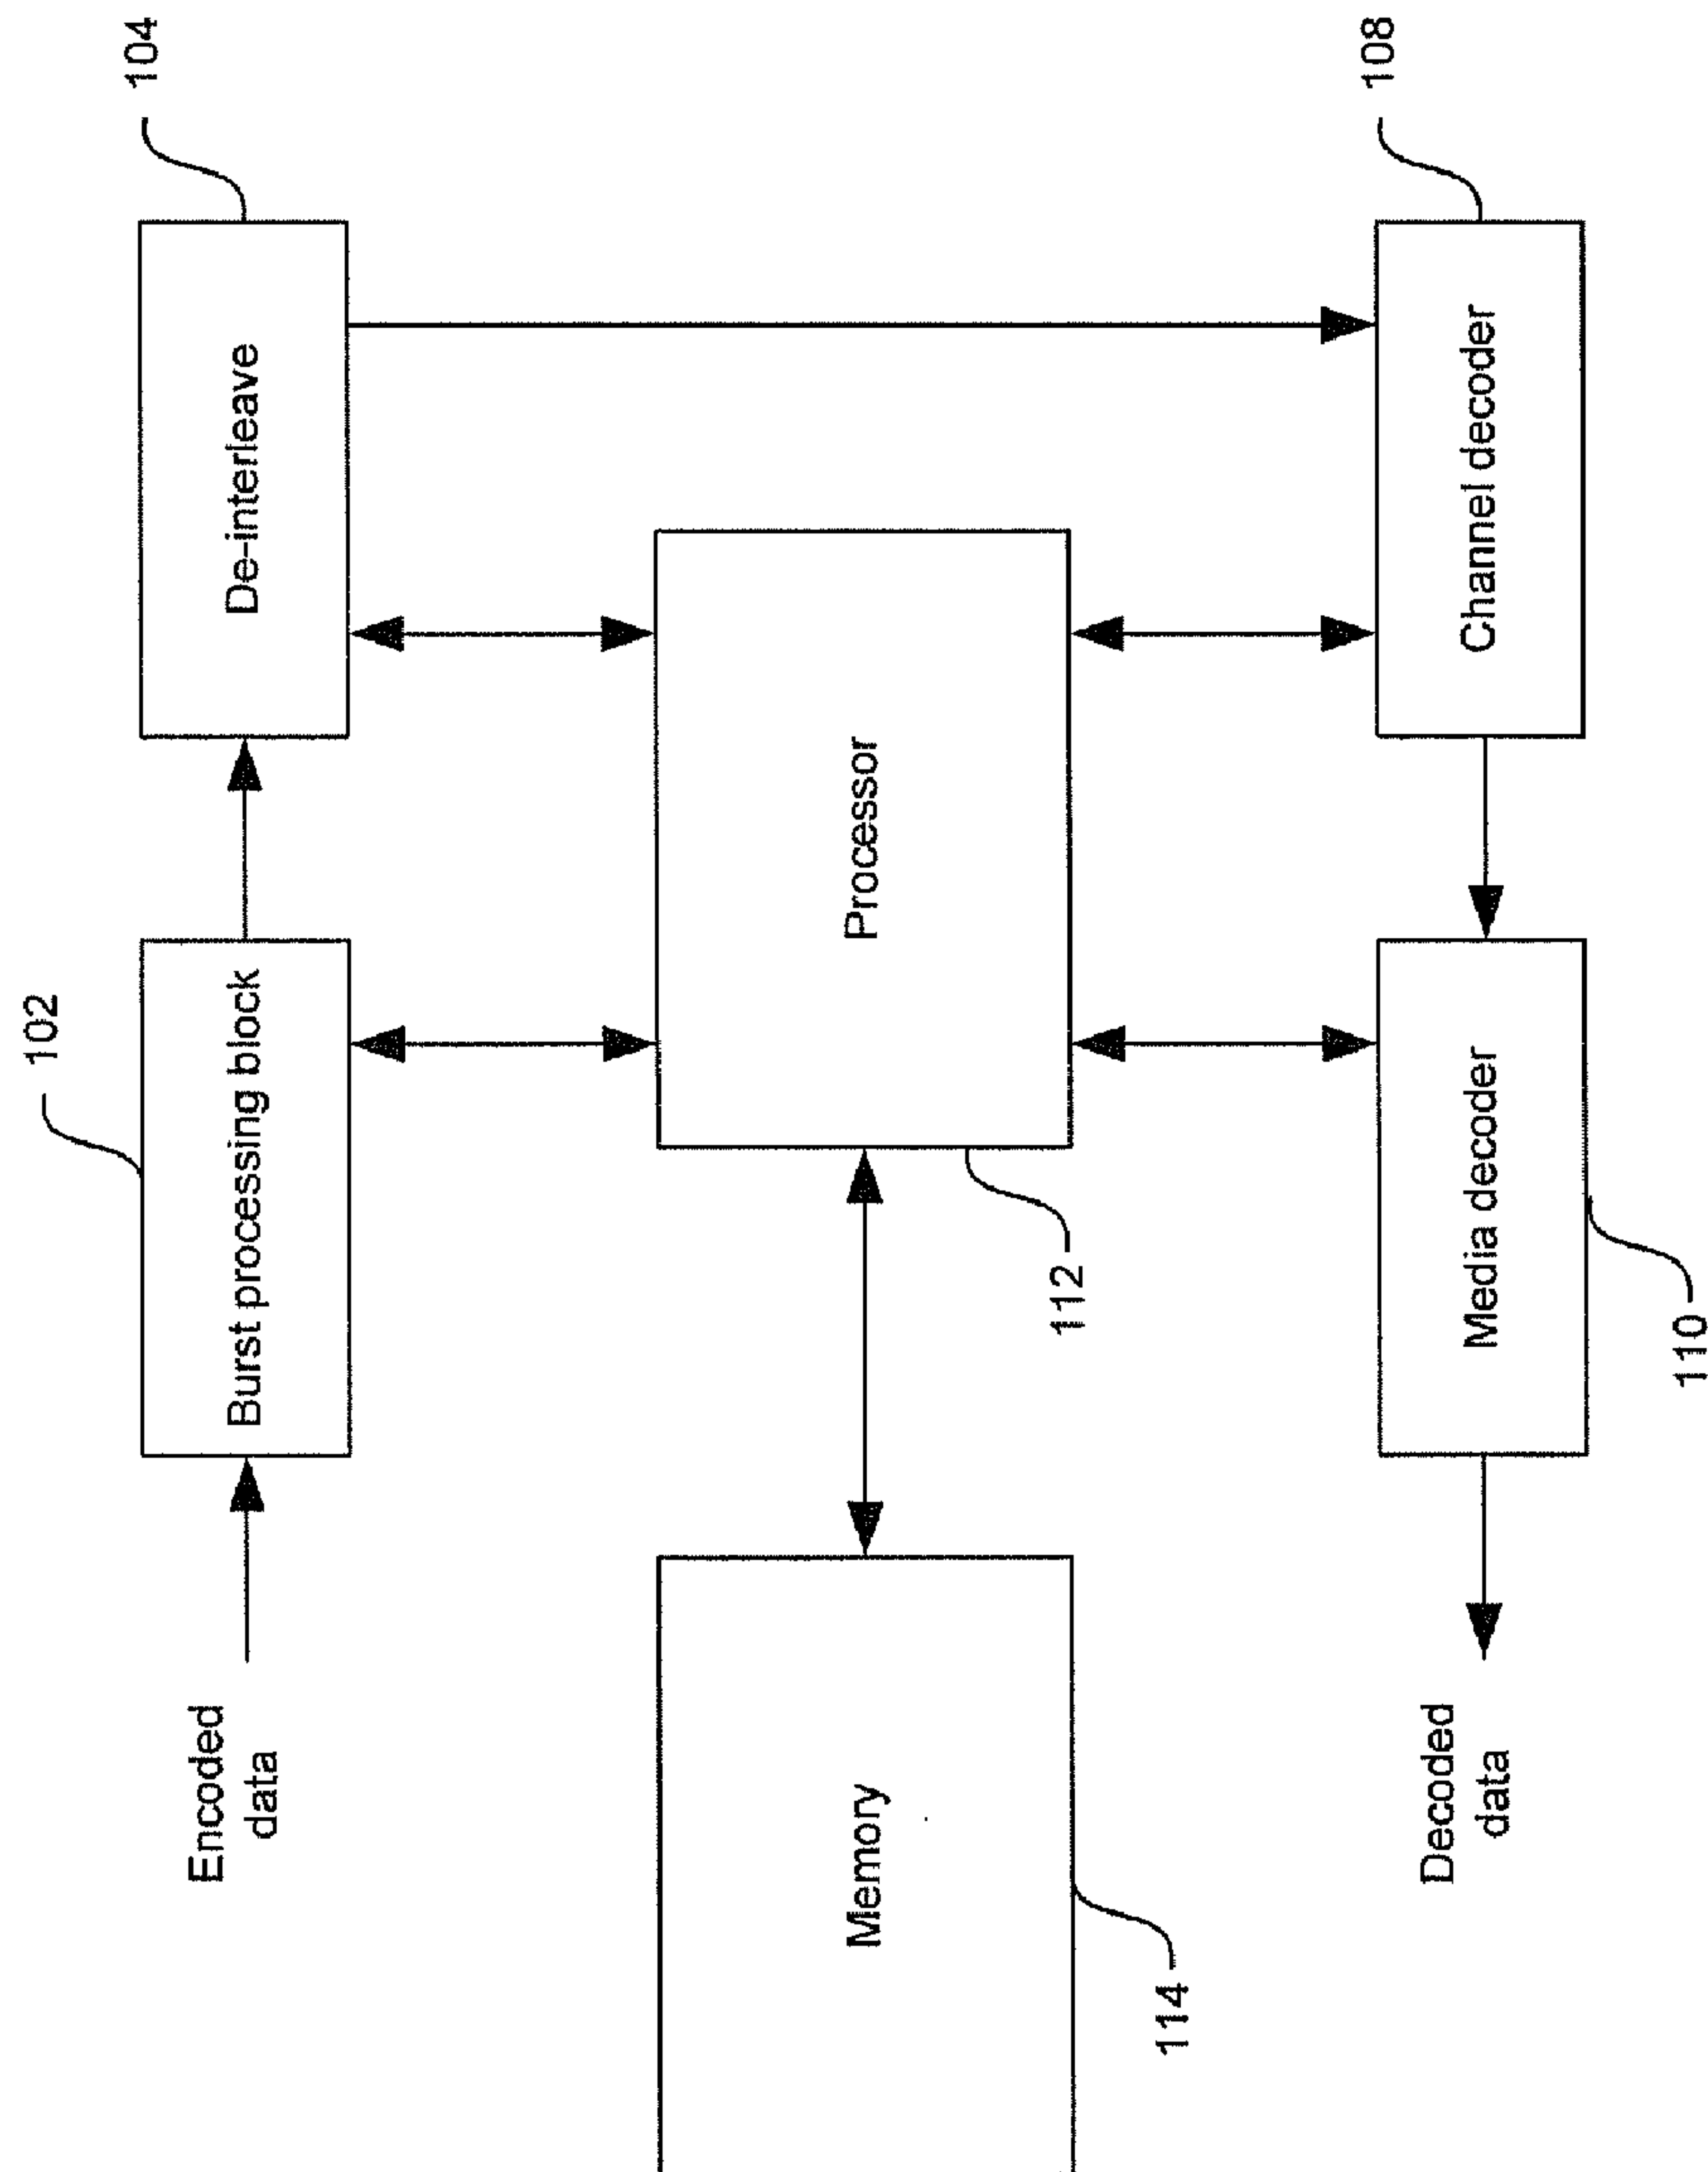 Encoded
data
102
Burst processing block
De-interleave
104
Memory
114
Processor
112
Decoded
data
Media decoder
110
Channel decoder
108